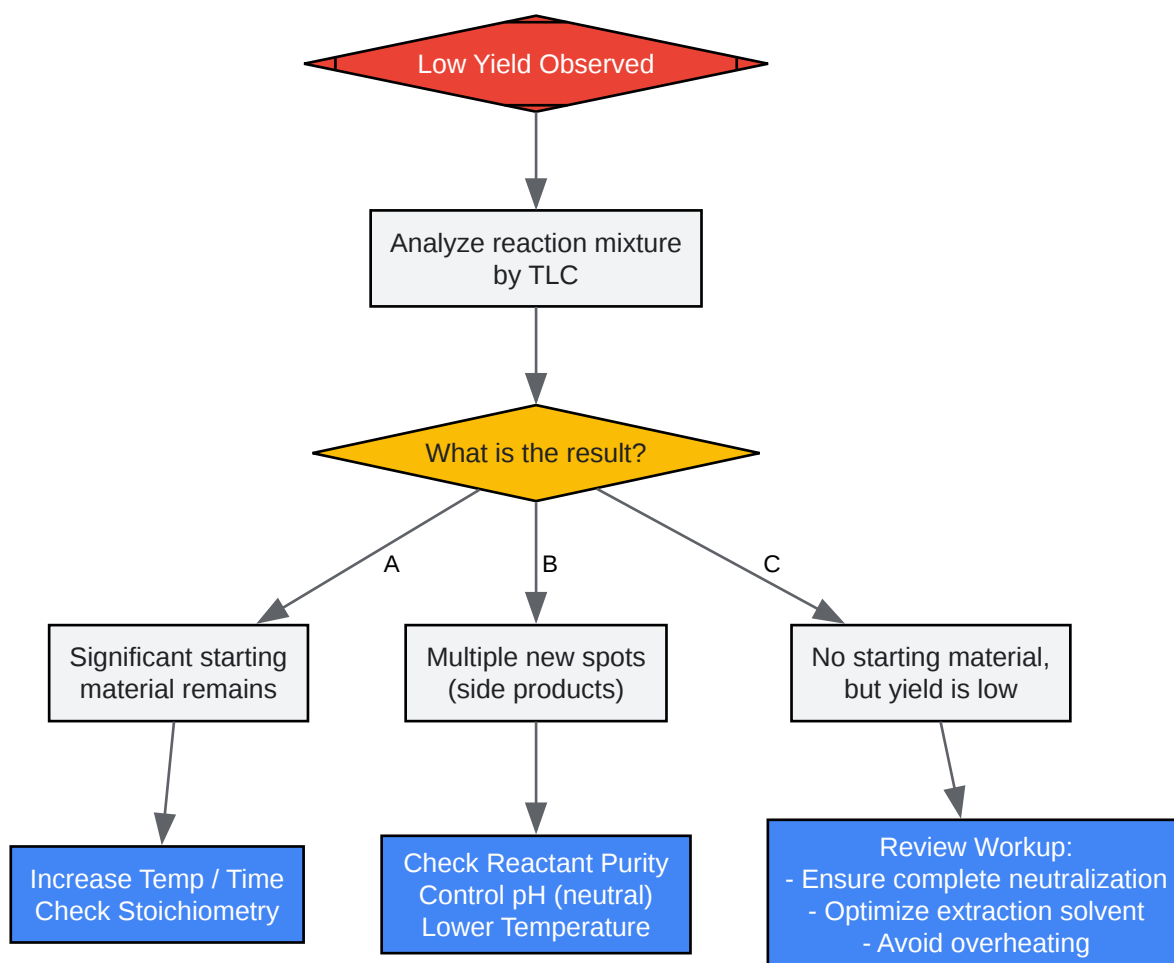 Low Yield Observed
Analyze reaction mixture
by TLC
What is the result?
A
B
C
Significant starting
material remains
Multiple new spots
(side products)
No starting material,
but yield is low
Increase Temp / Time
Check Stoichiometry
Check Reactant Purity
Control pH (neutral)
Lower Temperature
Review Workup:
- Ensure complete neutralization
- Optimize extraction solvent
- Avoid overheating